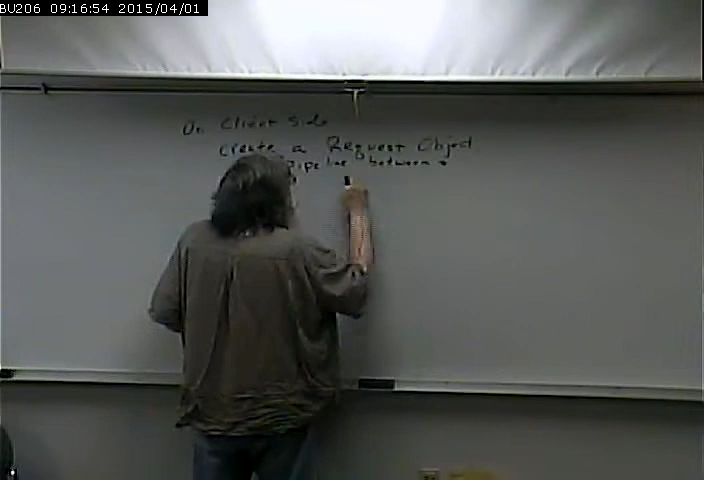 BU206 09:16:54 2015/04/01
On Client Side
Create a Request Object
Pipeline between